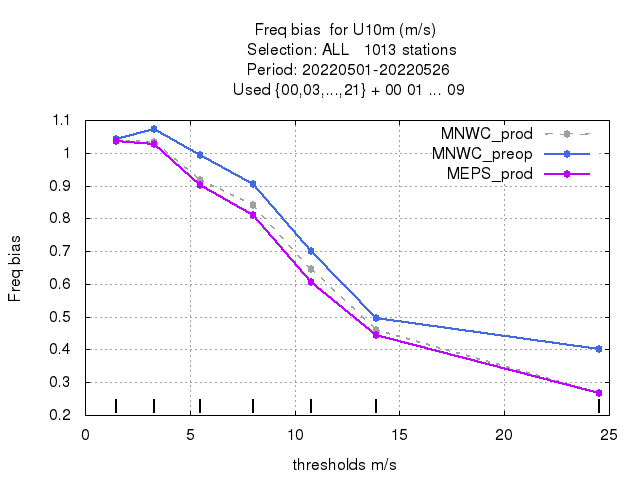 Freq bias  for U10m (m/s)
Selection: ALL   1013 stations
Period: 20220501-20220526
Used {00,03,...,21} + 00 01 ... 09
MNWC_prod
MNWC_preop
MEPS_prod
1.1
1
0.9
0.8
0.7
0.6
0.5
0.4
0.3
0.2
Freq bias
0 5 10 15 20 25
thresholds m/s